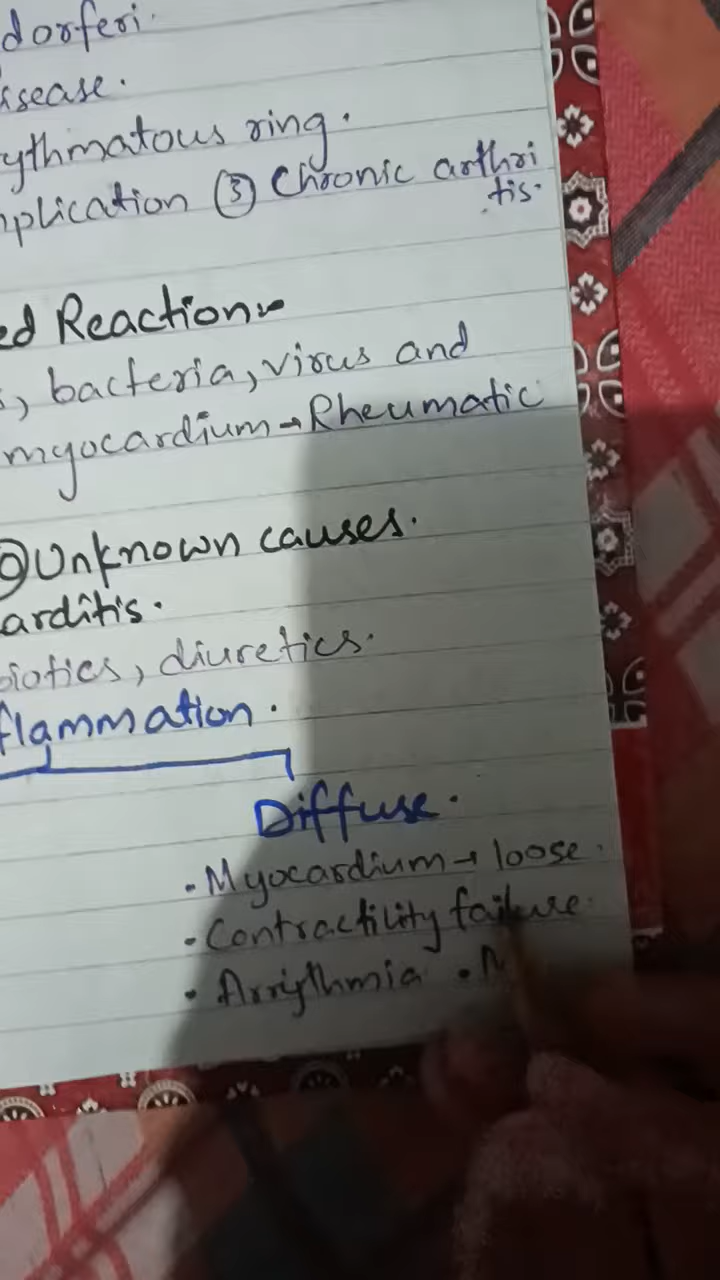 dorferi.
isease.
ythmatous ring.
plication ③ Chronic arthri
tis.
ed Reaction
s, bacteria, virus and
myocardium → Rheumatic
Unknown causes.
arditis.
biotics, diuretics.
flammation.
Diffuse.
• Myocardium → loose.
• Contractility failure.
• Arrythmia •